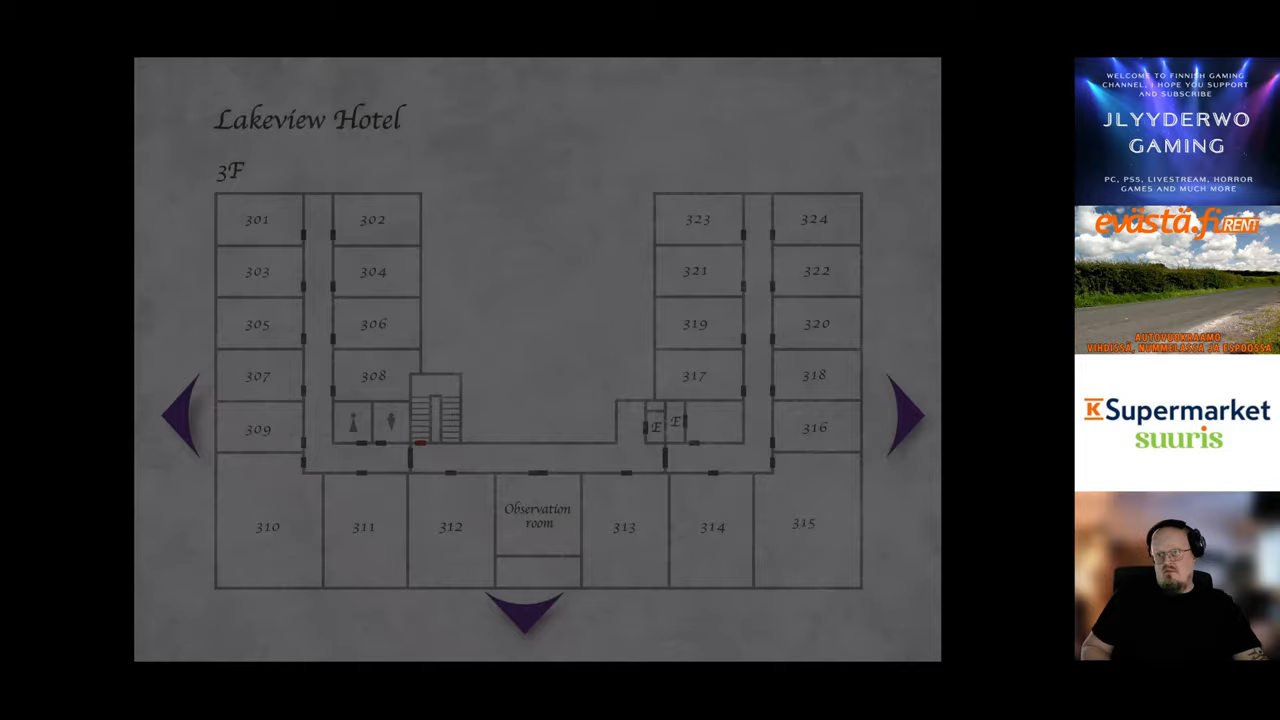 Lakeview Hotel
3F
301
302
303
304
305
306
307
308
309
310
311
312
Observation
room
313
314
315
316
317
318
319
320
321
322
323
324
E
E
WELCOME TO FINNISH GAMING
CHANNEL, I HOPE YOU SUPPORT
AND SUBSCRIBE
JLYYDERWO
GAMING
PC, PS5, LIVESTREAM, HORROR
GAMES AND MUCH MORE
evästä.fi RENT
AUTOVUOKRAAMO
VIHDISSÄ, NUMMELASSA JA ESPOOSSA
K Supermarket
suuris